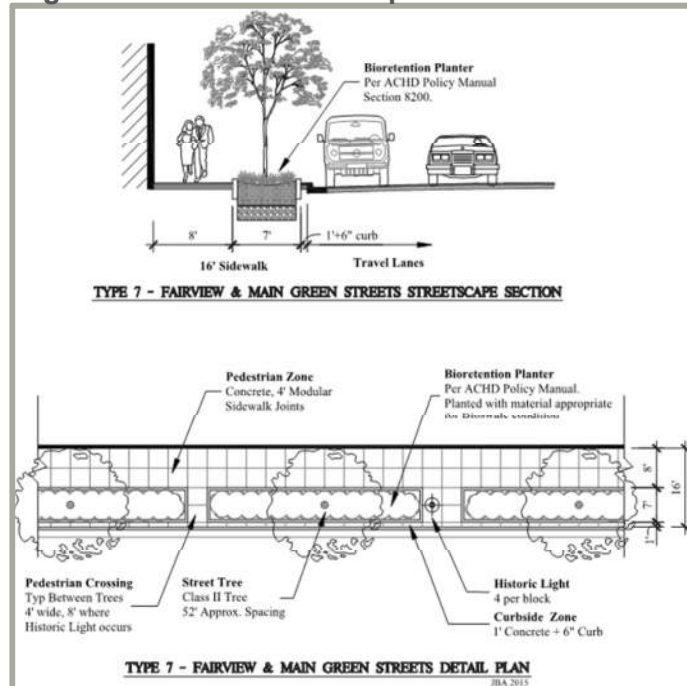 Bioretention Planter
Per ACHD Policy Manual
Section 8200.
8'
7'
1'+6" curb
16' Sidewalk
Travel Lanes
TYPE 7 - FAIRVIEW & MAIN GREEN STREETS STREETSCAPE SECTION
Pedestrian Zone
Concrete, 4' Modular
Sidewalk Joints
Bioretention Planter
Per ACHD Policy Manual.
Planted with material appropriate
8'
7'
1'
16'
Pedestrian Crossing
Typ Between Trees
4' wide, 8' where
Historic Light occurs
Street Tree
Class II Tree
52' Approx. Spacing
Historic Light
4 per block
Curbside Zone
1' Concrete + 6" Curb
TYPE 7 - FAIRVIEW & MAIN GREEN STREETS DETAIL PLAN
JBA 2015